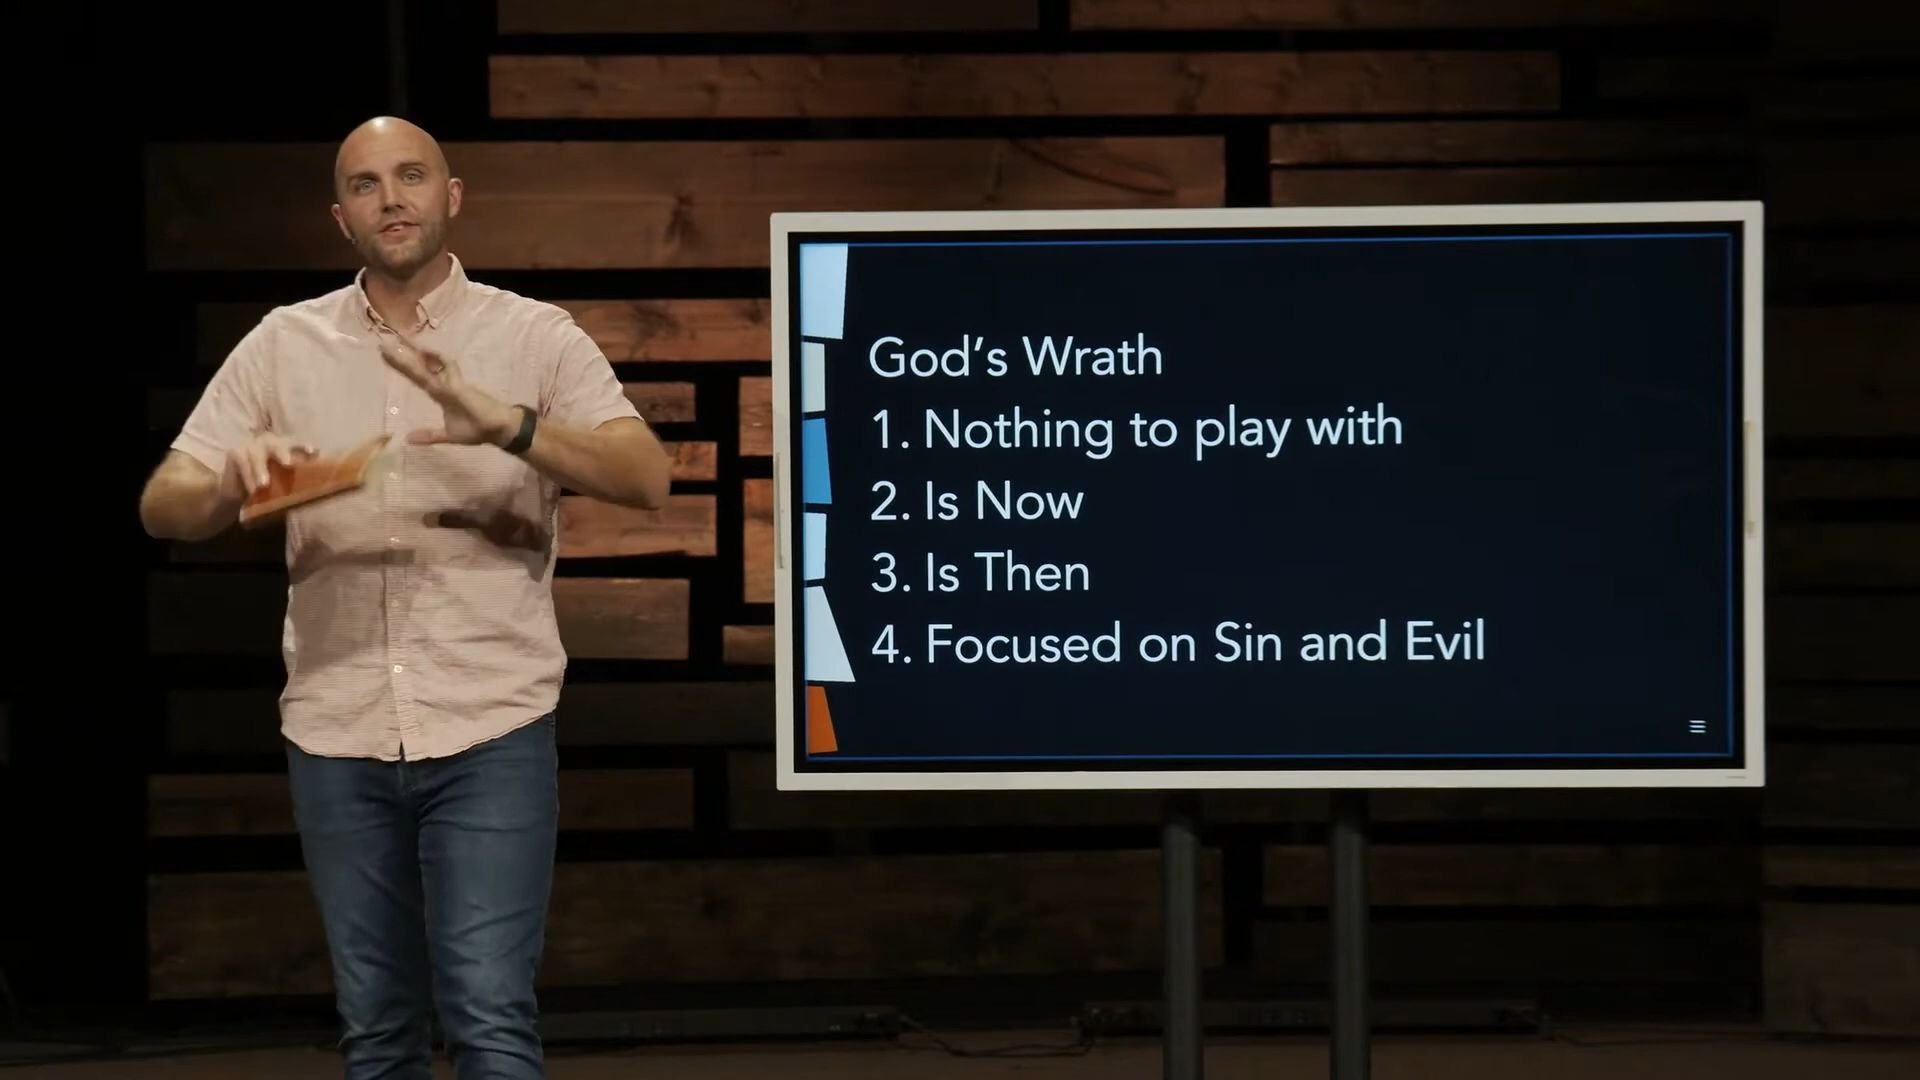 God's Wrath
1. Nothing to play with
2. Is Now
3. Is Then
4. Focused on Sin and Evil